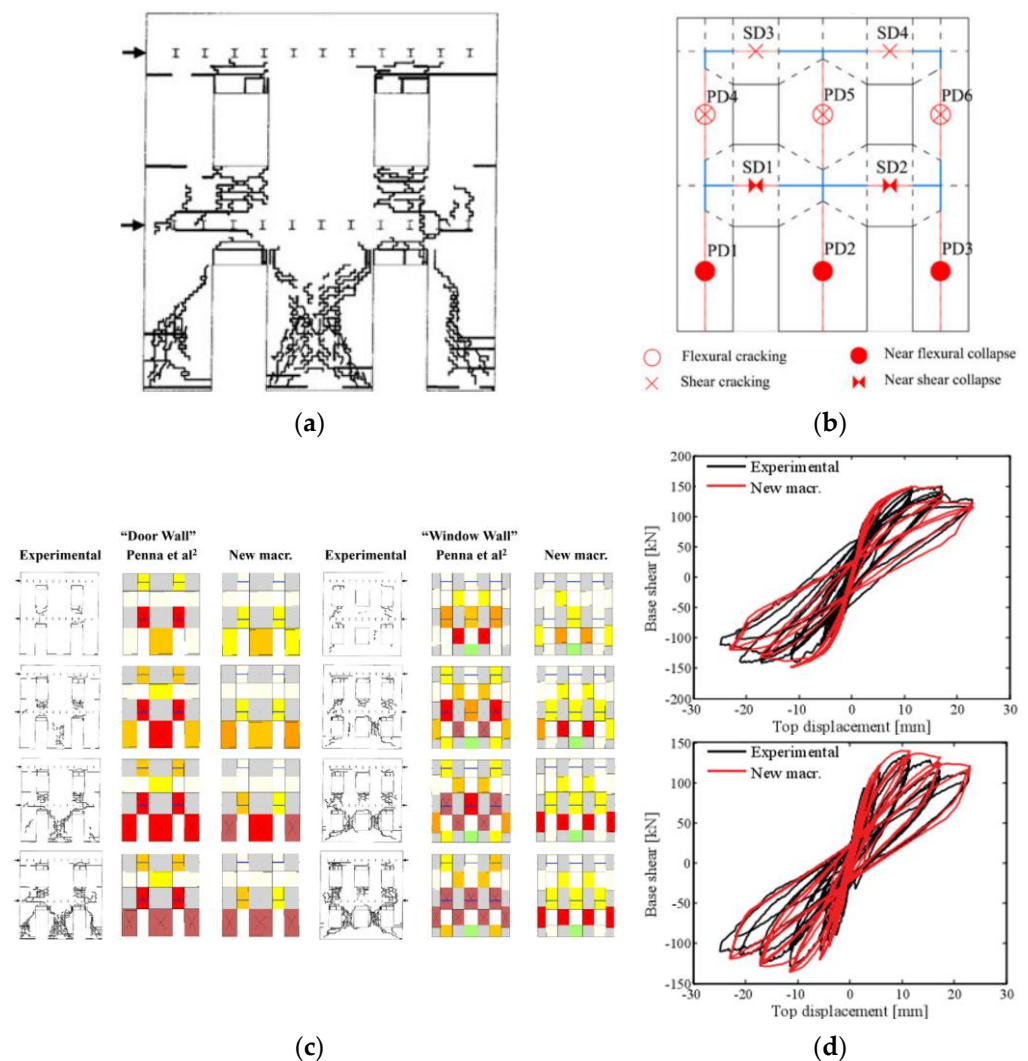 SD3 SD4
PD4 PD5 PD6
SD1 SD2
PD1 PD2 PD3
Flexural cracking
Near flexural collapse
Shear cracking
Near shear collapse
(a)
(b)
"Door Wall"
"Window Wall"
Experimental Penna et al² New macr. Experimental Penna et al² New macr.
(c)
200
150
100
50
0
-50
-100
-150
200
Base shear [kN]
Experimental
New macr.
-30 -20 -10 0 10 20 30
Top displacement [mm]
150
100
50
0
-50
-100
-150
Base shear [kN]
Experimental
New macr.
-30 -20 -10 0 10 20 30
Top displacement [mm]
(d)